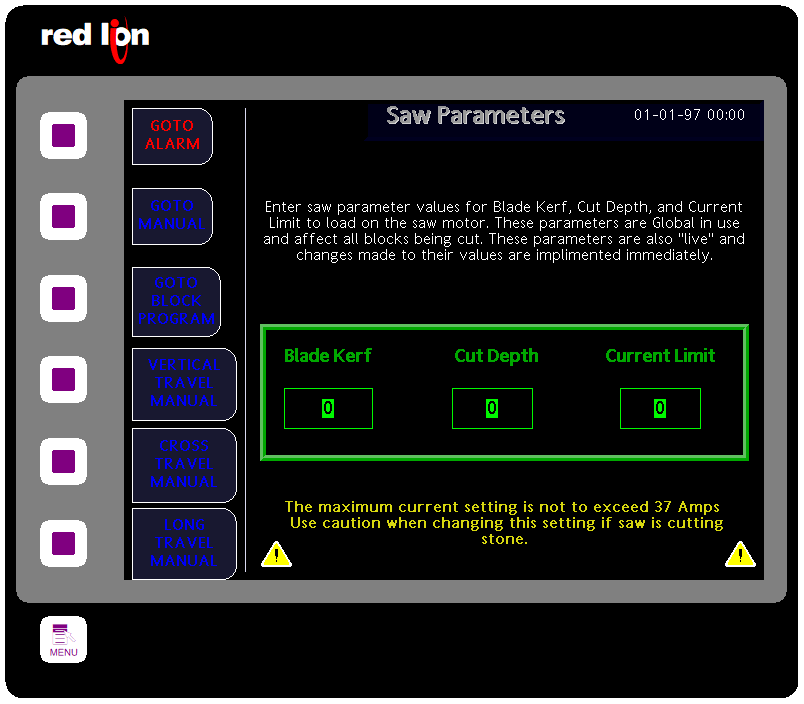 red lion
GOTO
ALARM
GOTO
MANUAL
GOTO
BLOCK
PROGRAM
VERTICAL
TRAVEL
MANUAL
CROSS
TRAVEL
MANUAL
LONG
TRAVEL
MANUAL
MENU
Saw Parameters
01-01-97 00:00
Enter saw parameter values for Blade Kerf, Cut Depth, and Current
Limit to load on the saw motor. These parameters are Global in use
and affect all blocks being cut. These parameters are also "live" and
changes made to their values are implimented immediately.
Blade Kerf Cut Depth Current Limit
0 0 0
The maximum current setting is not to exceed 37 Amps
Use caution when changing this setting if saw is cutting
stone.